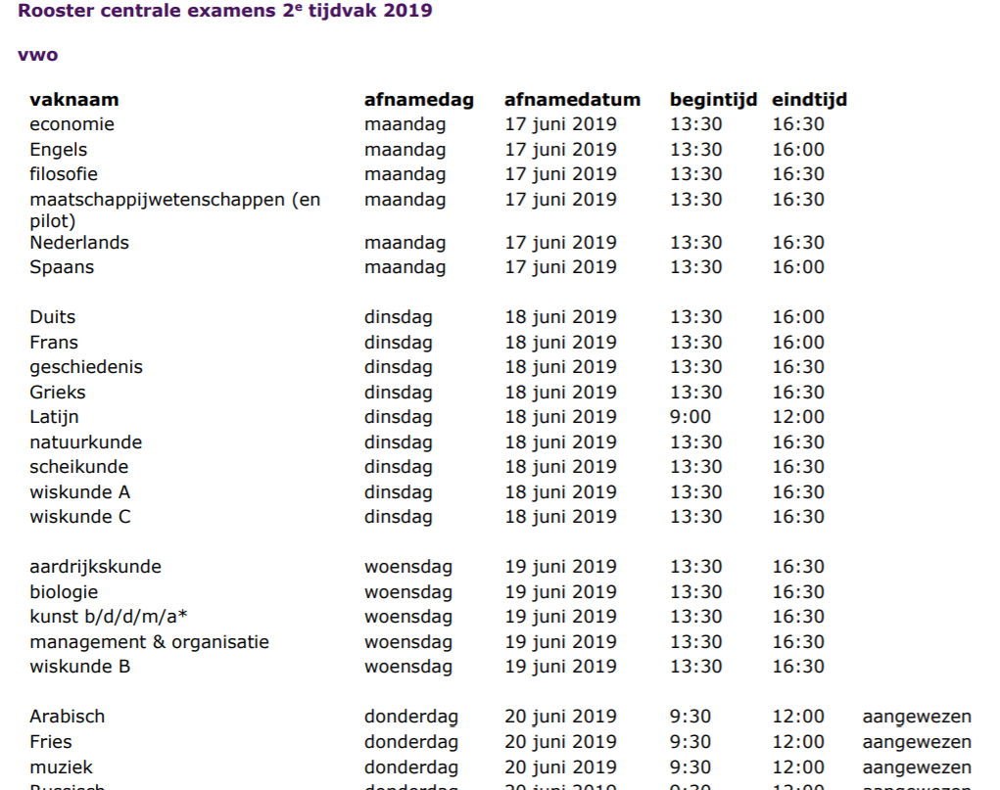 Rooster centrale examens 2e tijdvak 2019
vwo
vaknaam afnamedag afnamedatum begintijd eindtijd
economie maandag 17 juni 2019 13:30 16:30
Engels maandag 17 juni 2019 13:30 16:00
filosofie maandag 17 juni 2019 13:30 16:30
maatschappijwetenschappen (en maandag 17 juni 2019 13:30 16:30
pilot)
Nederlands maandag 17 juni 2019 13:30 16:30
Spaans maandag 17 juni 2019 13:30 16:00
Duits dinsdag 18 juni 2019 13:30 16:00
Frans dinsdag 18 juni 2019 13:30 16:00
geschiedenis dinsdag 18 juni 2019 13:30 16:30
Grieks dinsdag 18 juni 2019 13:30 16:30
Latijn dinsdag 18 juni 2019 9:00 12:00
natuurkunde dinsdag 18 juni 2019 13:30 16:30
scheikunde dinsdag 18 juni 2019 13:30 16:30
wiskunde A dinsdag 18 juni 2019 13:30 16:30
wiskunde C dinsdag 18 juni 2019 13:30 16:30
aardrijkskunde woensdag 19 juni 2019 13:30 16:30
biologie woensdag 19 juni 2019 13:30 16:30
kunst b/d/d/m/a* woensdag 19 juni 2019 13:30 16:30
management & organisatie woensdag 19 juni 2019 13:30 16:30
wiskunde B woensdag 19 juni 2019 13:30 16:30
Arabisch donderdag 20 juni 2019 9:30 12:00 aangewezen
Fries donderdag 20 juni 2019 9:30 12:00 aangewezen
muziek donderdag 20 juni 2019 9:30 12:00 aangewezen
Russisch donderdag 20 juni 2019 9:30 12:00 aangewezen